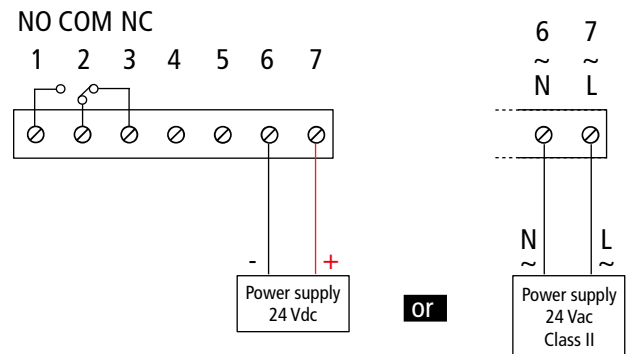 NO COM NC
1 2 3 4 5 6 7
- +
Power supply
24 Vdc
or
6 7
~ ~
N L
N L
~ ~
Power supply
24 Vac
Class II